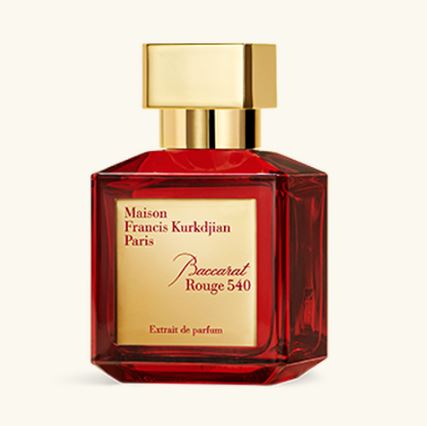 Maison
Francis Kurkdjian
Paris
Baccarat
Rouge 540
Extrait de parfum